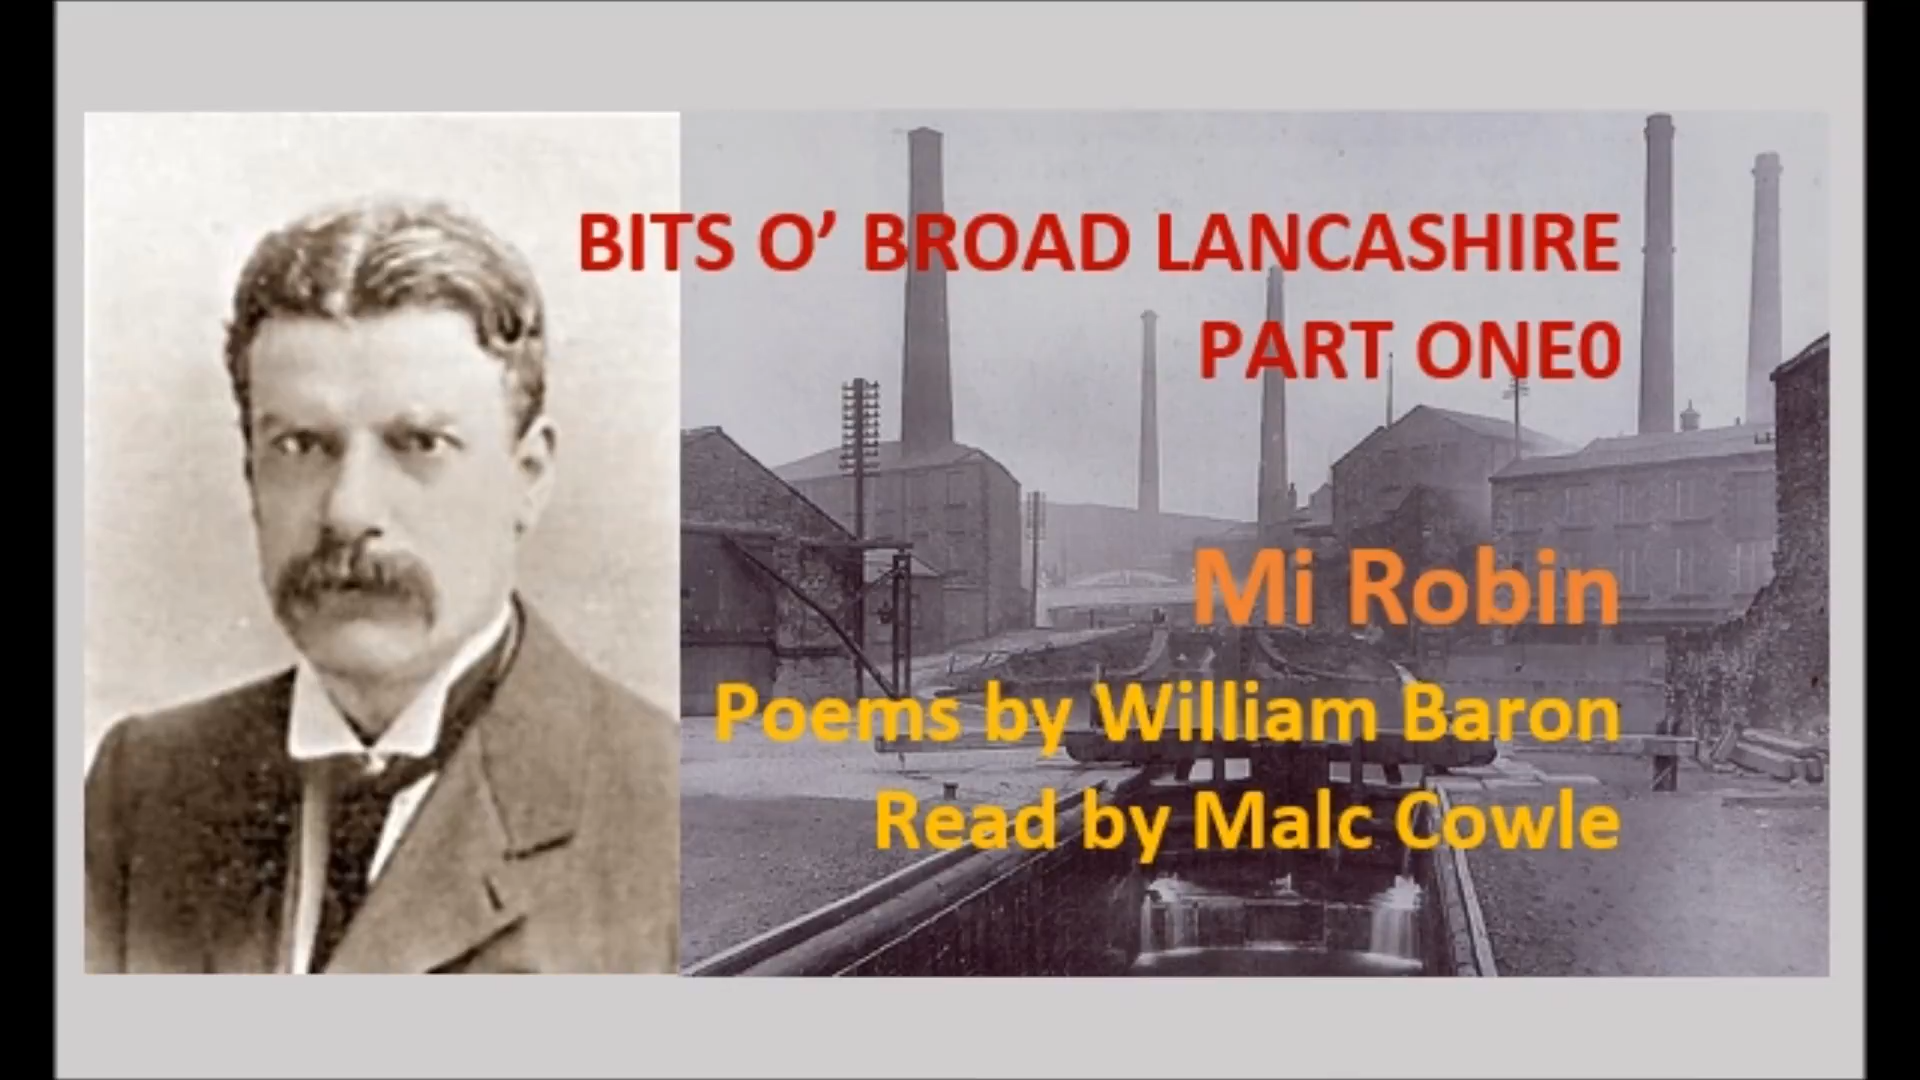 BITS O’ BROAD LANCASHIRE
PART ONE0
Mi Robin
Poems by William Baron
Read by Malc Cowle